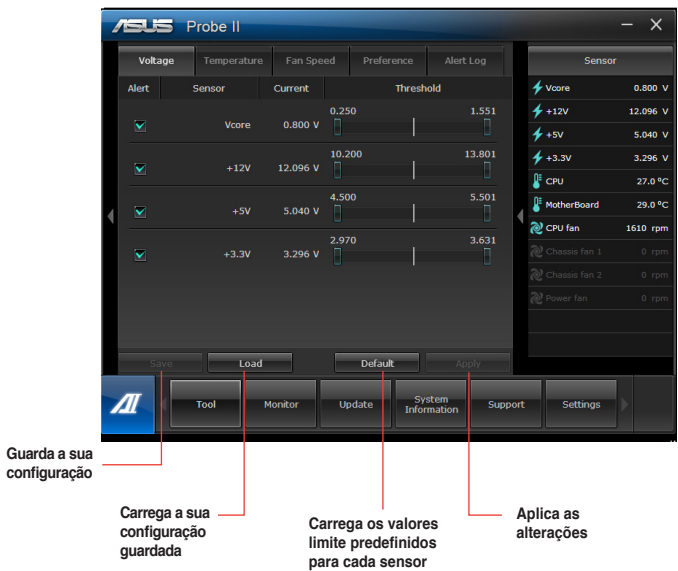 ASUS Probe II
Voltage Temperature Fan Speed Preference Alert Log
Alert Sensor Current Threshold
Vcore 0.800 V 0.250 1.551
+12V 12.096 V 10.200 13.801
+5V 5.040 V 4.500 5.501
+3.3V 3.296 V 2.970 3.631
Save Load Default Apply
Sensor
Vcore 0.800 V
+12V 12.096 V
+5V 5.040 V
+3.3V 3.296 V
CPU 27.0 ºC
MotherBoard 29.0 ºC
CPU fan 1610 rpm
Chassis fan 1 0 rpm
Chassis fan 2 0 rpm
Power fan 0 rpm
AI
Tool Monitor Update System Information Support Settings
Guarda a sua
configuração
Carrega a sua
configuração
guardada
Carrega os valores
limite predefinidos
para cada sensor
Aplica as
alterações